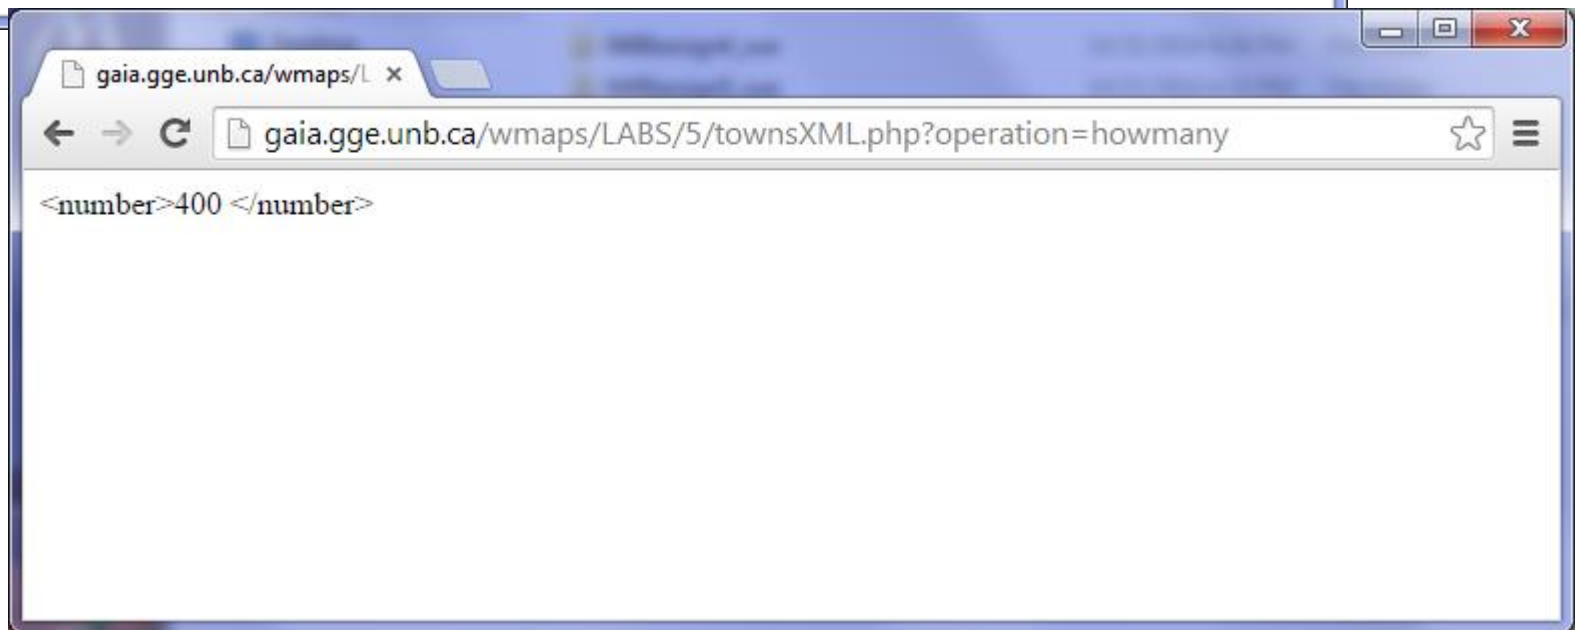 gaia.gge.unb.ca/wmaps/L
gaia.gge.unb.ca/wmaps/LABS/5/townsXML.php?operation=howmany
<number>400 </number>